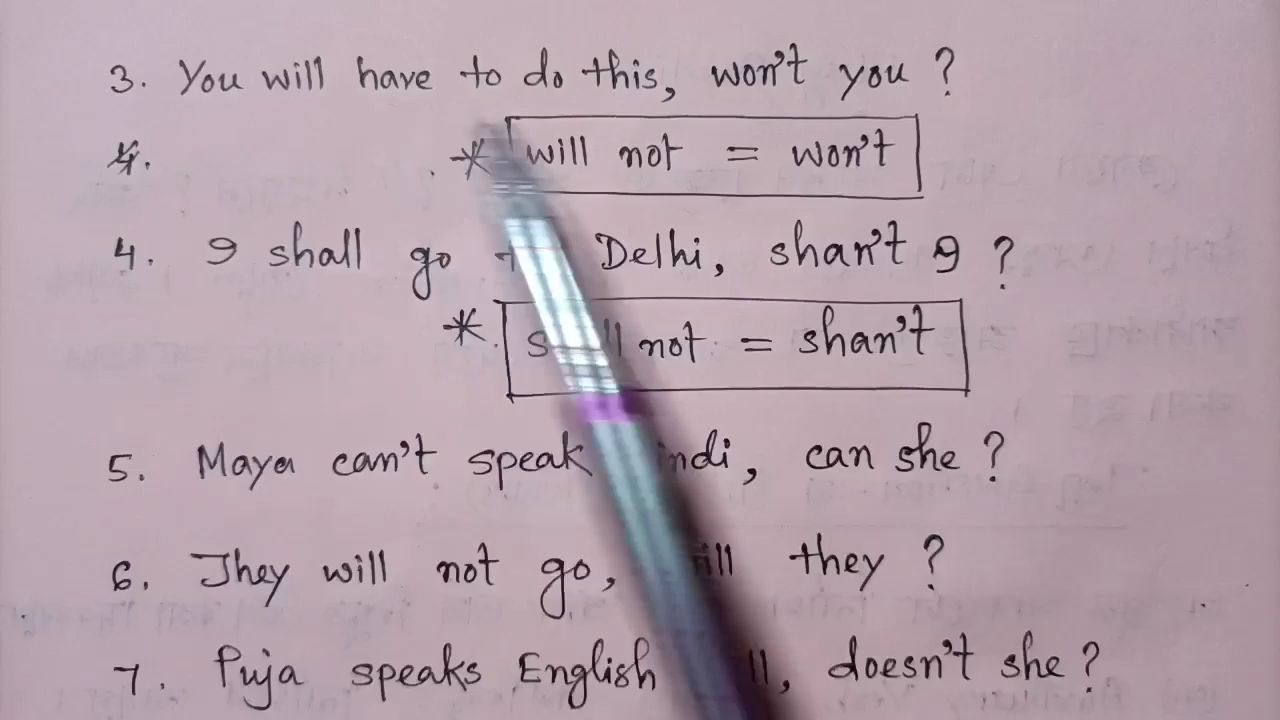 3. You will have to do this, won't you ?
4.
* will not = won't
4. I shall go Delhi, shan't I ?
*. not = shan't
5. Maya can't speak , can she ?
6. They will not go, they ?
7. Puja speaks English , doesn't she ?